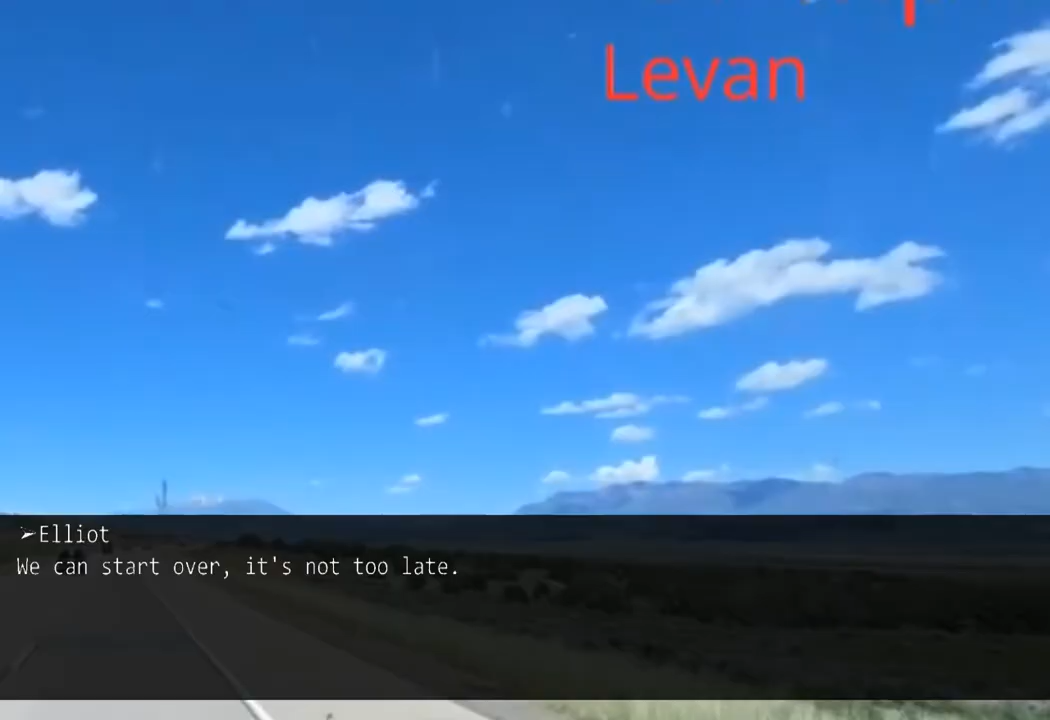 Levan
➢Elliot
We can start over, it's not too late.